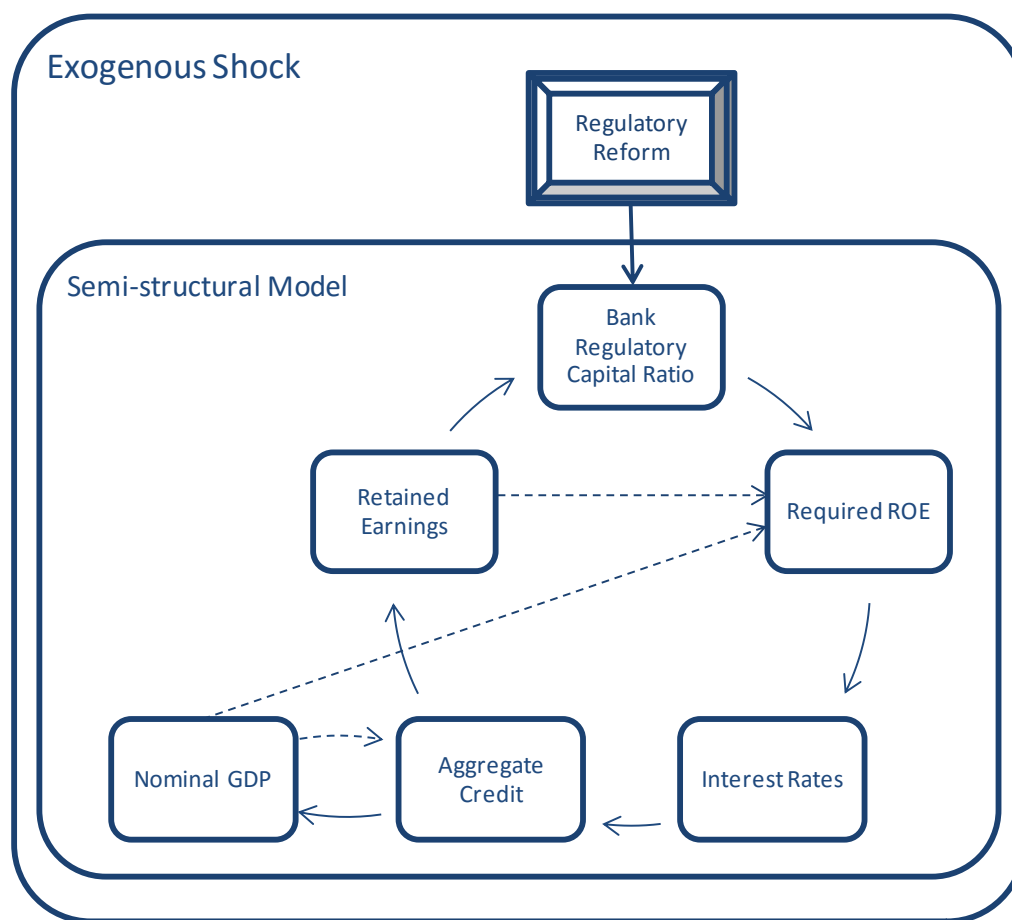 Exogenous Shock
Regulatory
Reform
Semi-structural Model
Bank
Regulatory
Capital Ratio
Retained
Earnings
Required ROE
Nominal GDP
Aggregate
Credit
Interest Rates